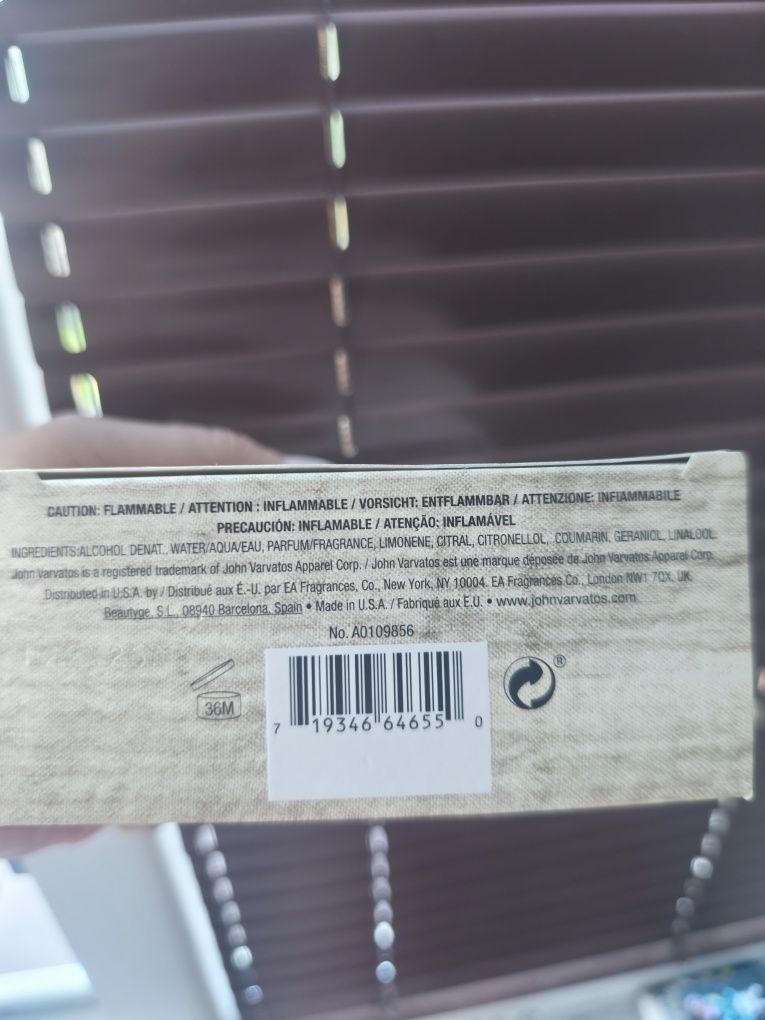 CAUTION: FLAMMABLE / ATTENTION : INFLAMMABLE / VORSICHT: ENTFLAMMBAR / ATTENZIONE: INFIAMMABILE
PRECAUCIÓN: INFLAMABLE / ATENÇÃO: INFLAMÁVEL
INGREDIENTS:ALCOHOL DENAT., WATER/AQUA/EAU, PARFUM/FRAGRANCE, LIMONENE, CITRAL, CITRONELLOL, COUMARIN, GERANIOL, LINALOOL.
John Varvatos is a registered trademark of John Varvatos Apparel Corp. / John Varvatos est une marque déposée de John Varvatos Apparel Corp.
Distributed in U.S.A. by / Distribué aux É.-U. par EA Fragrances, Co., New York, NY 10004. EA Fragrances Co., London NW1 7QX, UK.
Beautyge, S.L., 08940 Barcelona, Spain • Made in U.S.A. / Fabriqué aux E.U. • www.johnvarvatos.com
No. A0109856
36M
®
7 19346 64655 0